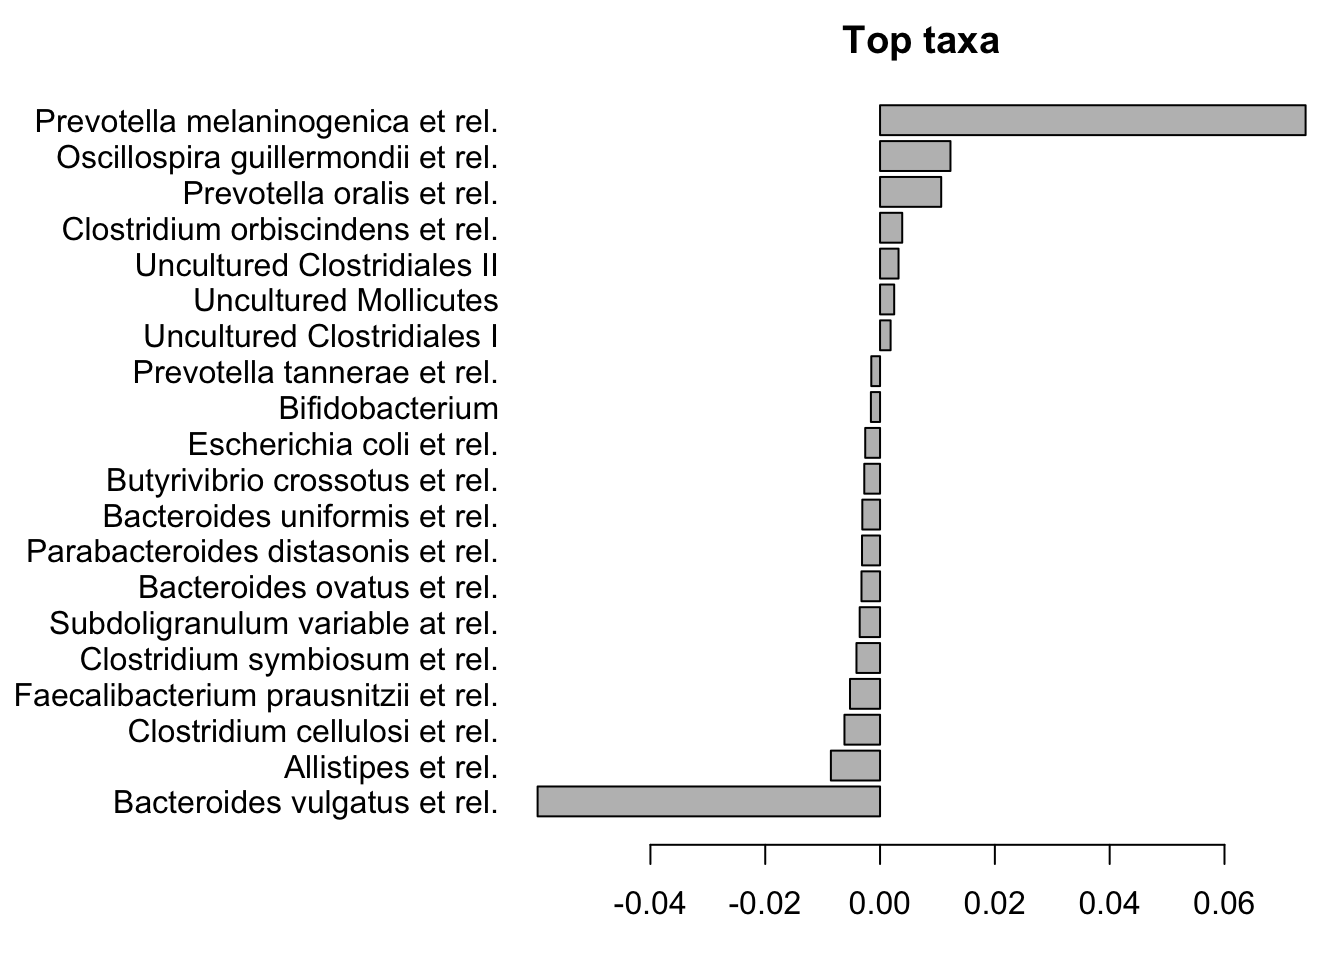 Top taxa
Prevotella melaninogenica et rel.
Oscillospira guillermondii et rel.
Prevotella oralis et rel.
Clostridium orbiscindens et rel.
Uncultured Clostridiales II
Uncultured Mollicutes
Uncultured Clostridiales I
Prevotella tannerae et rel.
Bifidobacterium
Escherichia coli et rel.
Butyrivibrio crossotus et rel.
Bacteroides uniformis et rel.
Parabacteroides distasonis et rel.
Bacteroides ovatus et rel.
Subdoligranulum variable at rel.
Clostridium symbiosum et rel.
Faecalibacterium prausnitzii et rel.
Clostridium cellulosi et rel.
Allistipes et rel.
Bacteroides vulgatus et rel.
-0.04 -0.02 0.00 0.02 0.04 0.06